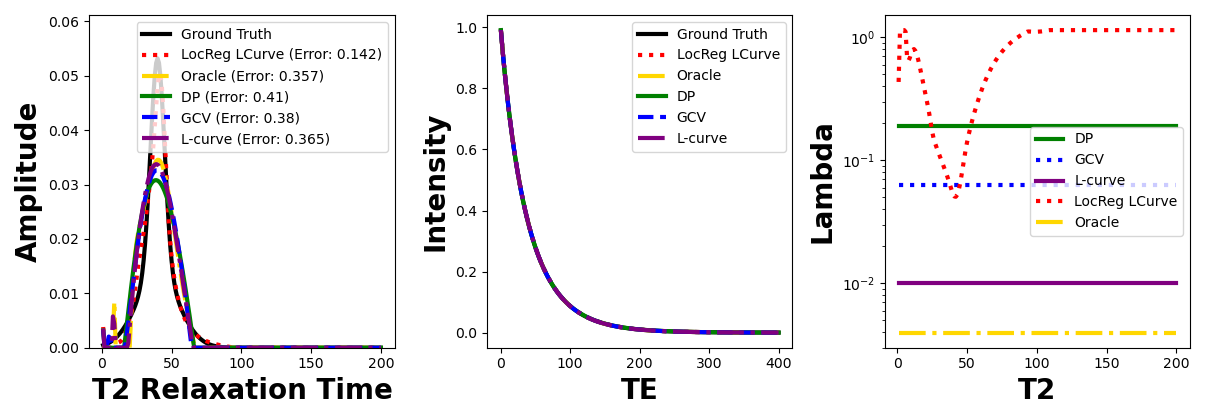 Amplitude
0.06
0.05
0.04
0.03
0.02
0.01
0.00
0
50
100
150
200
T2 Relaxation Time
Ground Truth
LocReg LCurve (Error: 0.142)
Oracle (Error: 0.357)
DP (Error: 0.41)
GCV (Error: 0.38)
L-curve (Error: 0.365)
Intensity
1.0
0.8
0.6
0.4
0.2
0.0
0
100
200
300
400
TE
Ground Truth
LocReg LCurve
Oracle
DP
GCV
L-curve
Lambda
10⁰
10⁻¹
10⁻²
0
50
100
150
200
T2
DP
GCV
L-curve
LocReg LCurve
Oracle